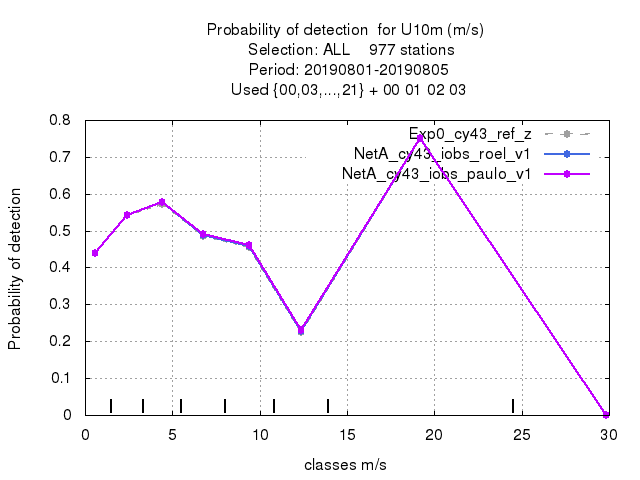 Probability of detection  for U10m (m/s)
Selection: ALL    977 stations
Period: 20190801-20190805
Used {00,03,...,21} + 00 01 02 03
Probability of detection
0.8
0.7
0.6
0.5
0.4
0.3
0.2
0.1
0
Exp0_cy43_ref_z
NetA_cy43_iobs_roel_v1
NetA_cy43_iobs_paulo_v1
0 5 10 15 20 25 30
classes m/s